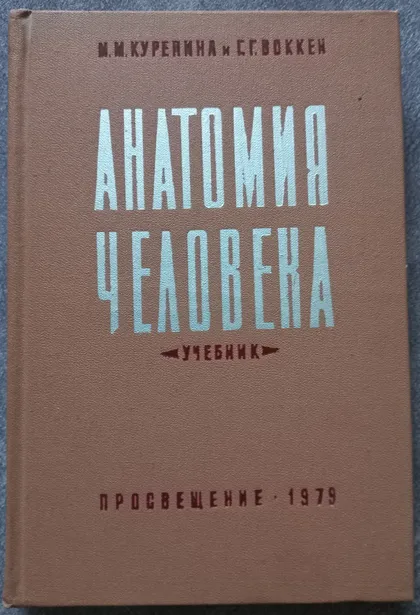 М.М.КУРЕПИНА и Г.Г.ВОККЕН
АНАТОМИЯ
ЧЕЛОВЕКА
УЧЕБНИК
ПРОСВЕЩЕНИЕ · 1979